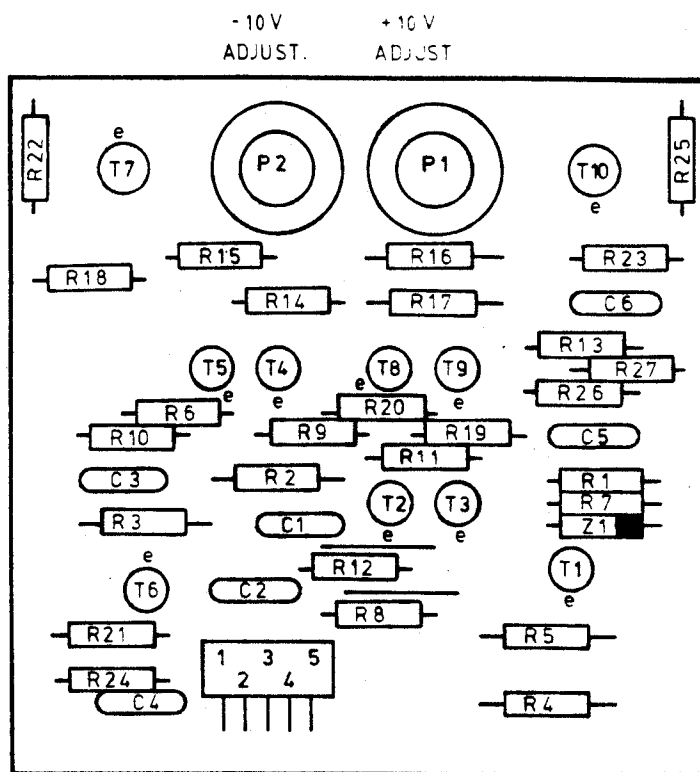 - 10 V + 10 V
ADJUST. ADJUST
R22 e T7 P2 P1 T10 e R25
R15 R16 R23
R18 R14 R17 C6
R13
T5 T4 T8 T9 R27
e e e e R26
R6 R20
R10 R9 R19 C5
R11
C3 R2 R1
R7
R3 C1 T2 T3 Z1
e e e
R12 T1
T6 C2 e
R8
R21 R5
1 3 5
R24 2 4
C4 R4